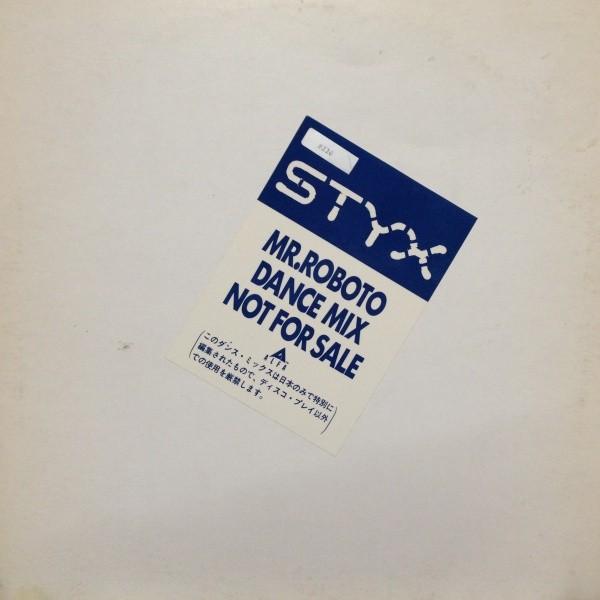 STYX
MR.ROBOTO
DANCE MIX
NOT FOR SALE
ALFA
(このダンス・ミックスは日本のみで特別に
編集されたもので、ディスコ・プレイ以外
での使用を厳禁します。)